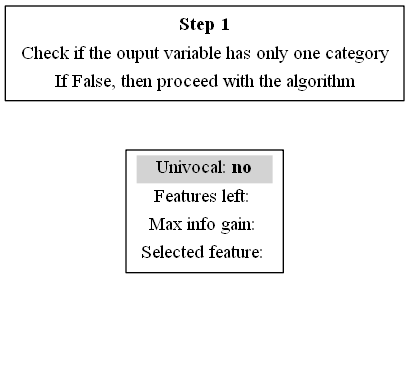 Step 1
Check if the ouput variable has only one category
If False, then proceed with the algorithm
Univocal: no
Features left:
Max info gain:
Selected feature: